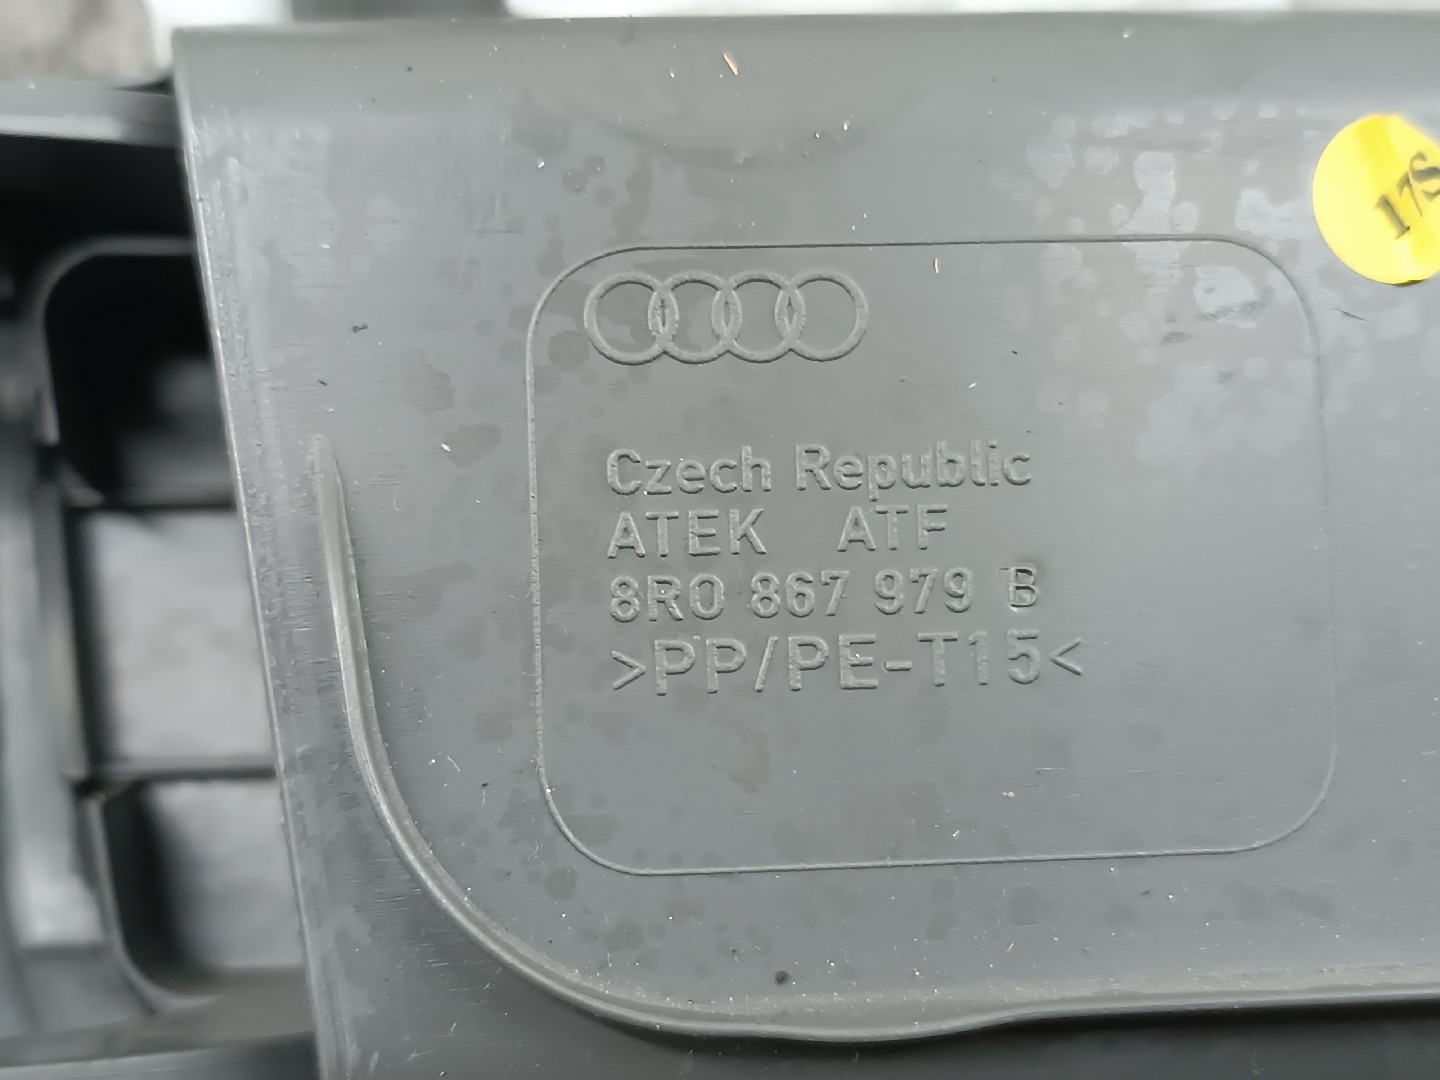 17S
Czech Republic
ATEK ATF
8R0 867 979 B
>PP/PE-T15<